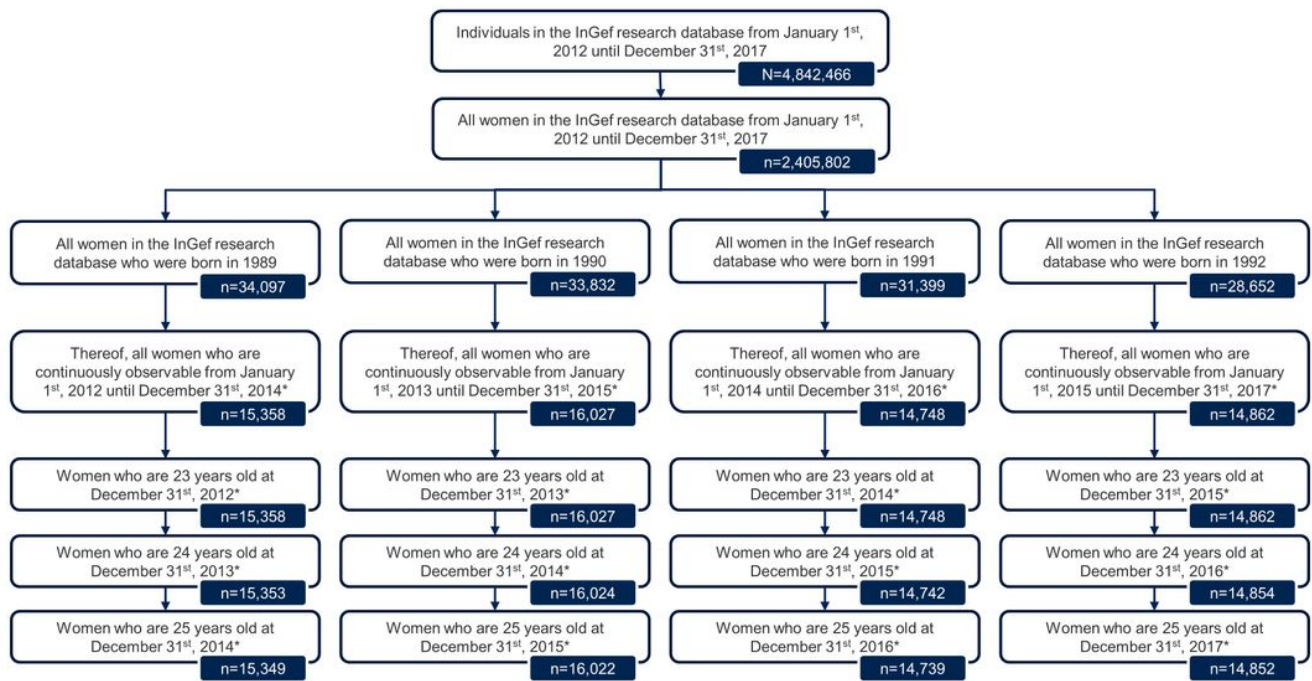 Individuals in the InGef research database from January 1st,
2012 until December 31st, 2017
N=4,842,466
All women in the InGef research database from January 1st,
2012 until December 31st, 2017
n=2,405,802
All women in the InGef research
database who were born in 1989
n=34,097
All women in the InGef research
database who were born in 1990
n=33,832
All women in the InGef research
database who were born in 1991
n=31,399
All women in the InGef research
database who were born in 1992
n=28,652
Thereof, all women who are
continuously observable from January
1st, 2012 until December 31st, 2014*
n=15,358
Thereof, all women who are
continuously observable from January
1st, 2013 until December 31st, 2015*
n=16,027
Thereof, all women who are
continuously observable from January
1st, 2014 until December 31st, 2016*
n=14,748
Thereof, all women who are
continuously observable from January
1st, 2015 until December 31st, 2017*
n=14,862
Women who are 23 years old at
December 31st, 2012*
n=15,358
Women who are 23 years old at
December 31st, 2013*
n=16,027
Women who are 23 years old at
December 31st, 2014*
n=14,748
Women who are 23 years old at
December 31st, 2015*
n=14,862
Women who are 24 years old at
December 31st, 2013*
n=15,353
Women who are 24 years old at
December 31st, 2014*
n=16,024
Women who are 24 years old at
December 31st, 2015*
n=14,742
Women who are 24 years old at
December 31st, 2016*
n=14,854
Women who are 25 years old at
December 31st, 2014*
n=15,349
Women who are 25 years old at
December 31st, 2015*
n=16,022
Women who are 25 years old at
December 31st, 2016*
n=14,739
Women who are 25 years old at
December 31st, 2017*
n=14,852